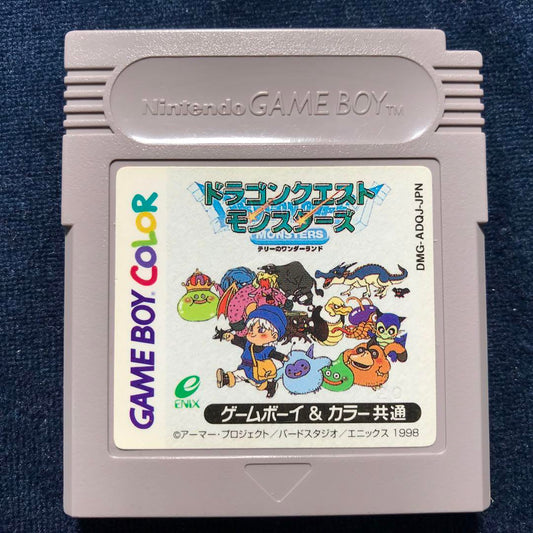 Nintendo GAME BOY™
GAME BOY COLOR
ドラゴンクエスト
モンスターズ
MONSTERS
テリーのワンダーランド
DMG-ADQJ-JPN
ENIX
ゲームボーイ & カラー共通
©アーマー・プロジェクト/バードスタジオ/エニックス 1998